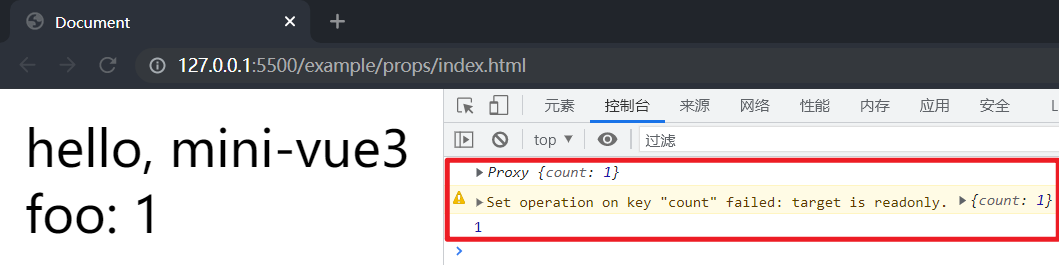 Document
127.0.0.1:5500/example/props/index.html
hello, mini-vue3
foo: 1
元素 控制台 来源 网络 性能 内存 应用 安全 L
top 过滤
Proxy {count: 1}
Set operation on key "count" failed: target is readonly. {count: 1}
1